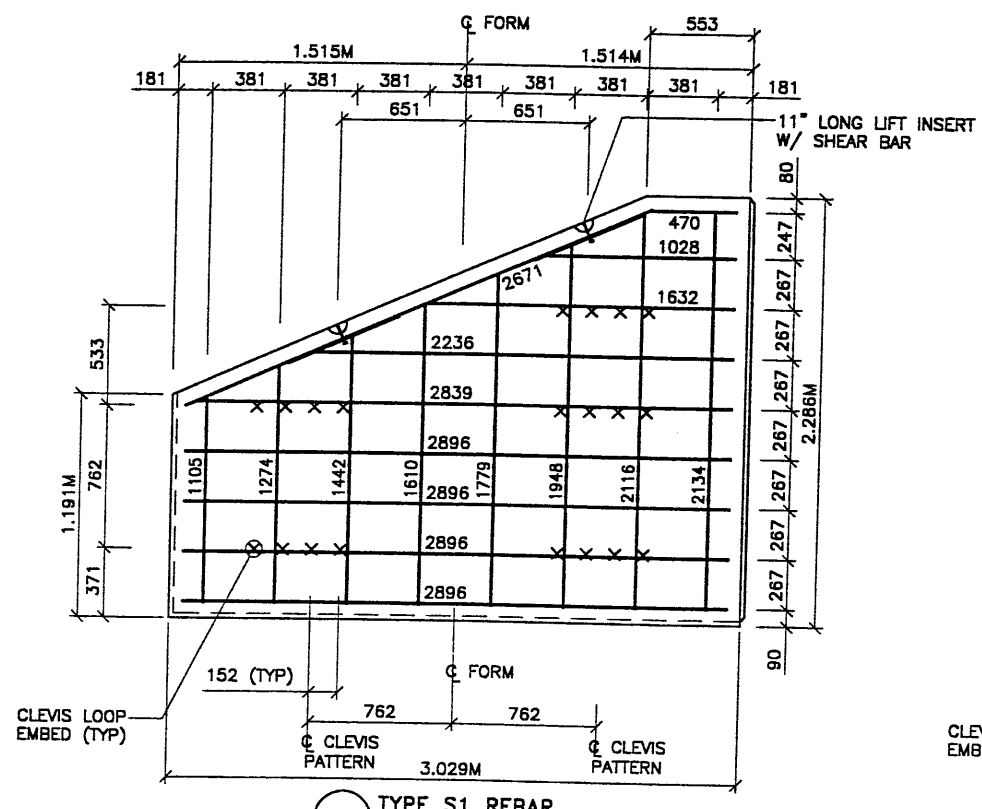 ℄ FORM
553
1.515M
1.514M
181
381
381
381
381
381
381
381
181
651
651
11" LONG LIFT INSERT
W/ SHEAR BAR
80
470
247
1028
2671
267
1632
533
267
2236
267
2.286M
2839
267
2896
1105
1274
1442
1610
1779
1948
2116
2134
762
1.191M
267
2896
267
2896
371
267
2896
90
152 (TYP)
℄ FORM
762
762
CLEVIS LOOP
EMBED (TYP)
℄ CLEVIS
PATTERN
℄ CLEVIS
PATTERN
3.029M
TYPE S1 REBAR